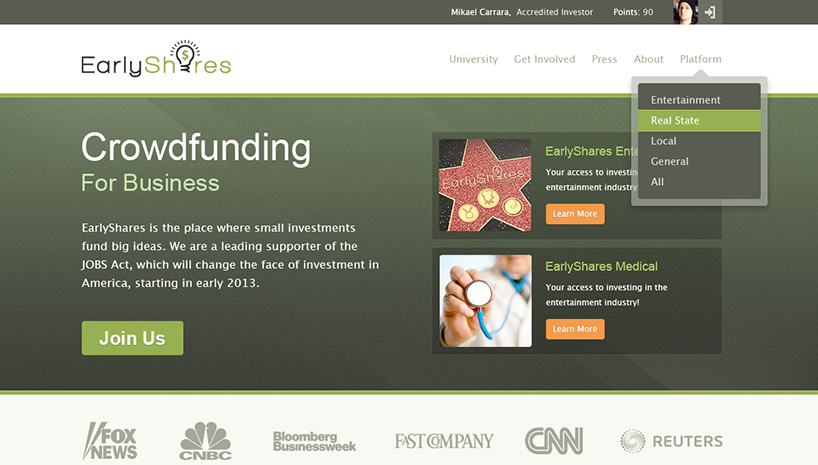 Mikael Carrara, Accredited Investor Points: 90
EarlyShares
University Get Involved Press About Platform
Entertainment
Real State
Local
General
All
Crowdfunding
For Business
EarlyShares is the place where small investments
fund big ideas. We are a leading supporter of the
JOBS Act, which will change the face of investment in
America, starting in early 2013.
Join Us
EarlyShares
EarlyShares Ente
Your access to investing
entertainment industry
Learn More
EarlyShares Medical
Your access to investing in the
entertainment industry!
Learn More
FOX
NEWS
CNBC
Bloomberg
Businessweek
FAST COMPANY
CNN
REUTERS